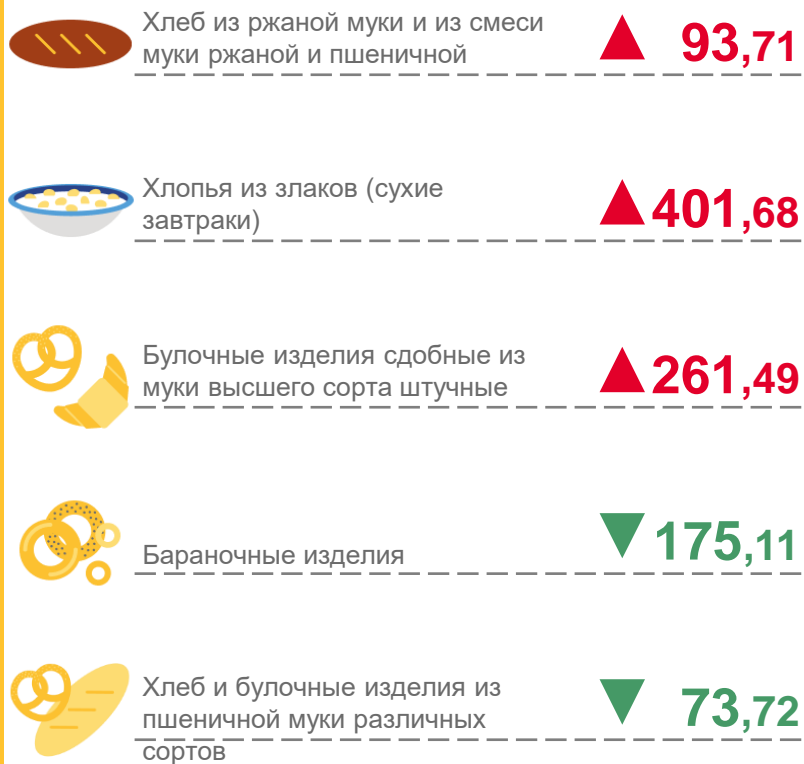 Хлеб из ржаной муки и из смеси
муки ржаной и пшеничной
▲ 93,71
Хлопья из злаков (сухие
завтраки)
▲ 401,68
Булочные изделия сдобные из
муки высшего сорта штучные
▲ 261,49
Бараночные изделия
▼ 175,11
Хлеб и булочные изделия из
пшеничной муки различных
сортов
▼ 73,72